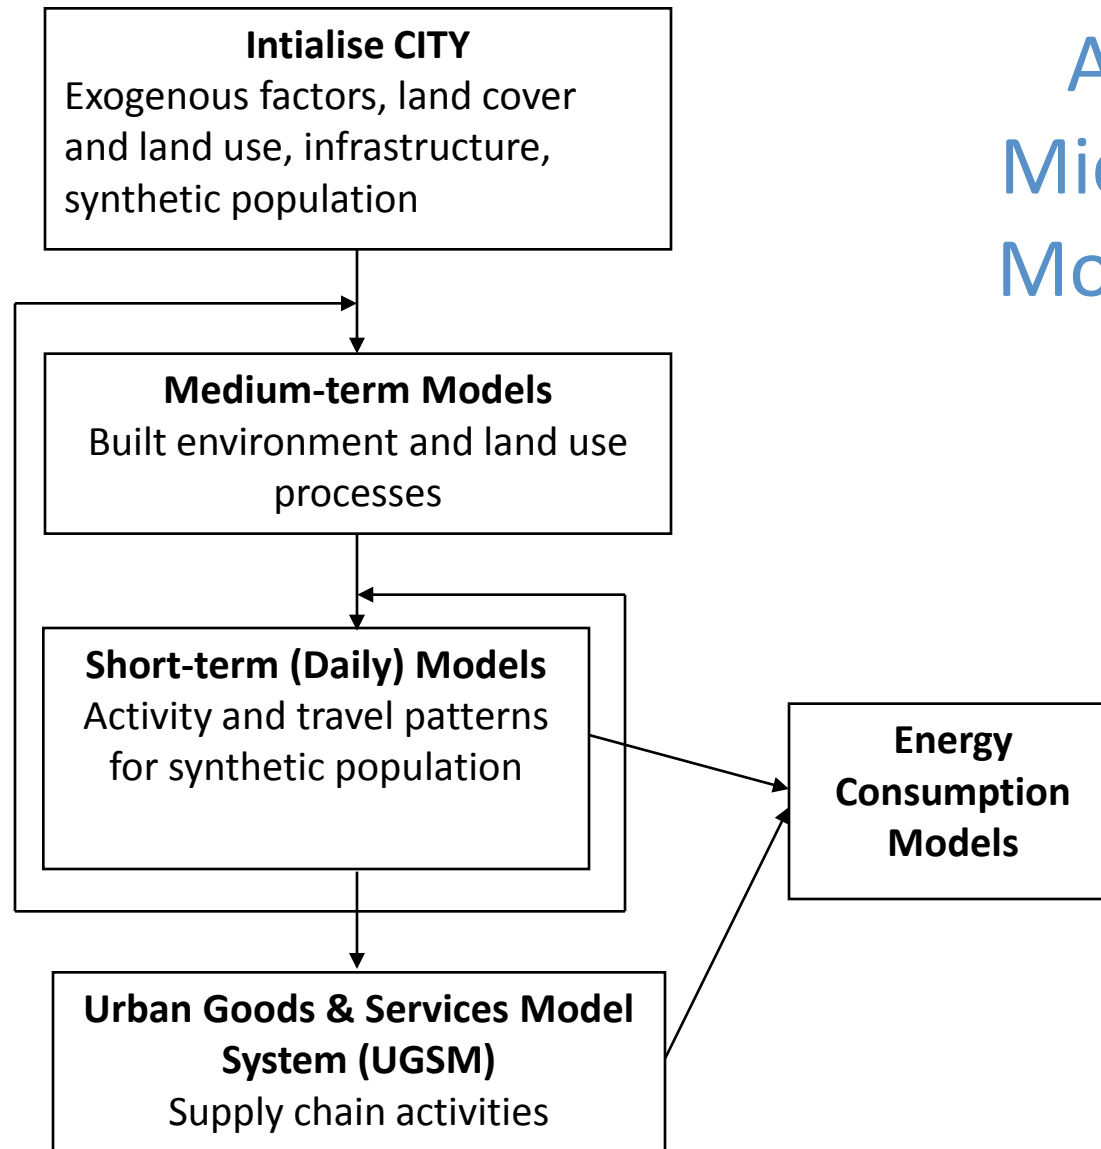 Intialise CITY
Exogenous factors, land cover
and land use, infrastructure,
synthetic population
Medium-term Models
Built environment and land use
processes
Short-term (Daily) Models
Activity and travel patterns
for synthetic population
Energy
Consumption
Models
Urban Goods & Services Model
System (UGSM)
Supply chain activities